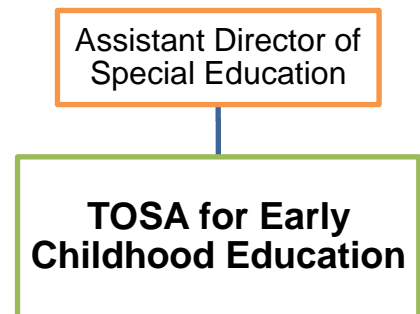 Assistant Director of
Special Education
TOSA for Early
Childhood Education